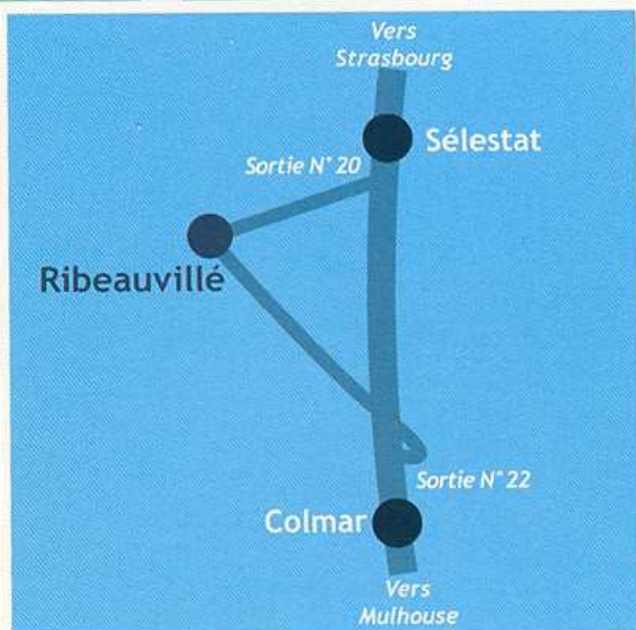 Vers
Strasbourg
Sélestat
Sortie N° 20
Ribeauvillé
Sortie N° 22
Colmar
Vers
Mulhouse